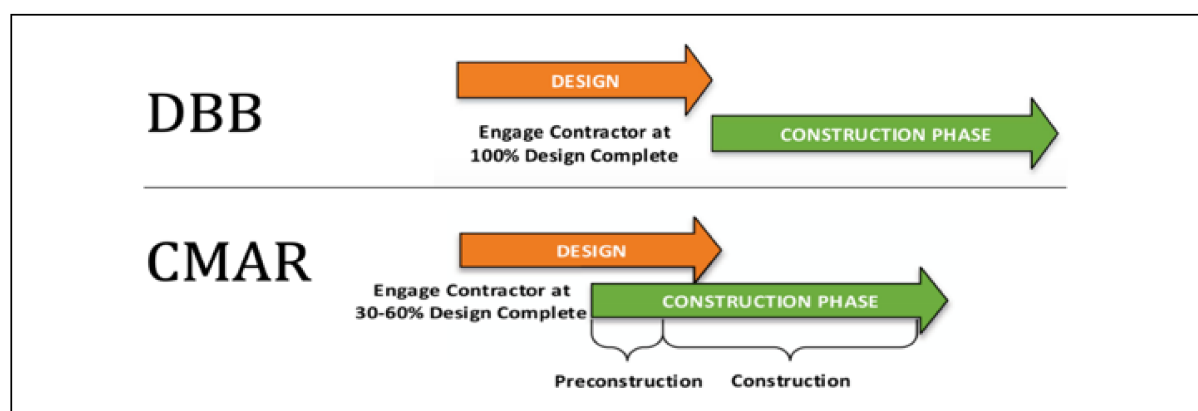 DESIGN
DBB
CONSTRUCTION PHASE
Engage Contractor at
100% Design Complete
DESIGN
CMAR
Engage Contractor at
30-60% Design Complete
CONSTRUCTION PHASE
Preconstruction
Construction